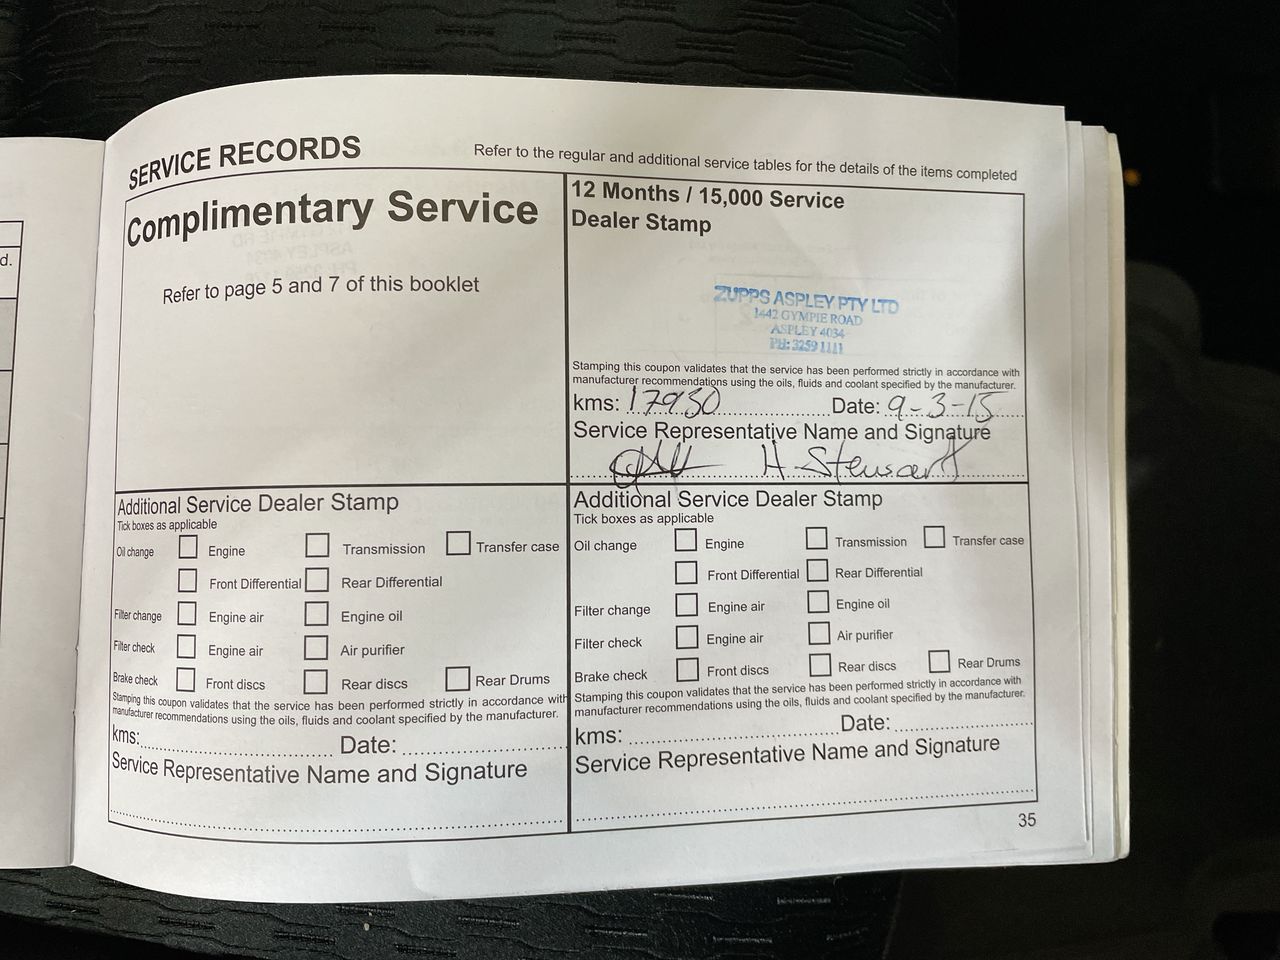 d.
SERVICE RECORDS
Refer to the regular and additional service tables for the details of the items completed
Complimentary Service
Refer to page 5 and 7 of this booklet
12 Months / 15,000 Service
Dealer Stamp
ZUPPS ASPLEY PTY LTD
1442 GYMPIE ROAD
ASPLEY 4034
PH: 3259 1111
Stamping this coupon validates that the service has been performed strictly in accordance with
manufacturer recommendations using the oils, fluids and coolant specified by the manufacturer.
kms: 17930 Date: 9-3-15
Service Representative Name and Signature
H. Stewart
Additional Service Dealer Stamp
Tick boxes as applicable
Oil change Engine Transmission Transfer case
Front Differential Rear Differential
Filter change Engine air Engine oil
Filter check Engine air Air purifier
Brake check Front discs Rear discs Rear Drums
Stamping this coupon validates that the service has been performed strictly in accordance with
manufacturer recommendations using the oils, fluids and coolant specified by the manufacturer.
kms: Date:
Service Representative Name and Signature
Additional Service Dealer Stamp
Tick boxes as applicable
Oil change Engine Transmission Transfer case
Front Differential Rear Differential
Filter change Engine air Engine oil
Filter check Engine air Air purifier
Brake check Front discs Rear discs Rear Drums
Stamping this coupon validates that the service has been performed strictly in accordance with
manufacturer recommendations using the oils, fluids and coolant specified by the manufacturer.
kms: Date:
Service Representative Name and Signature
35